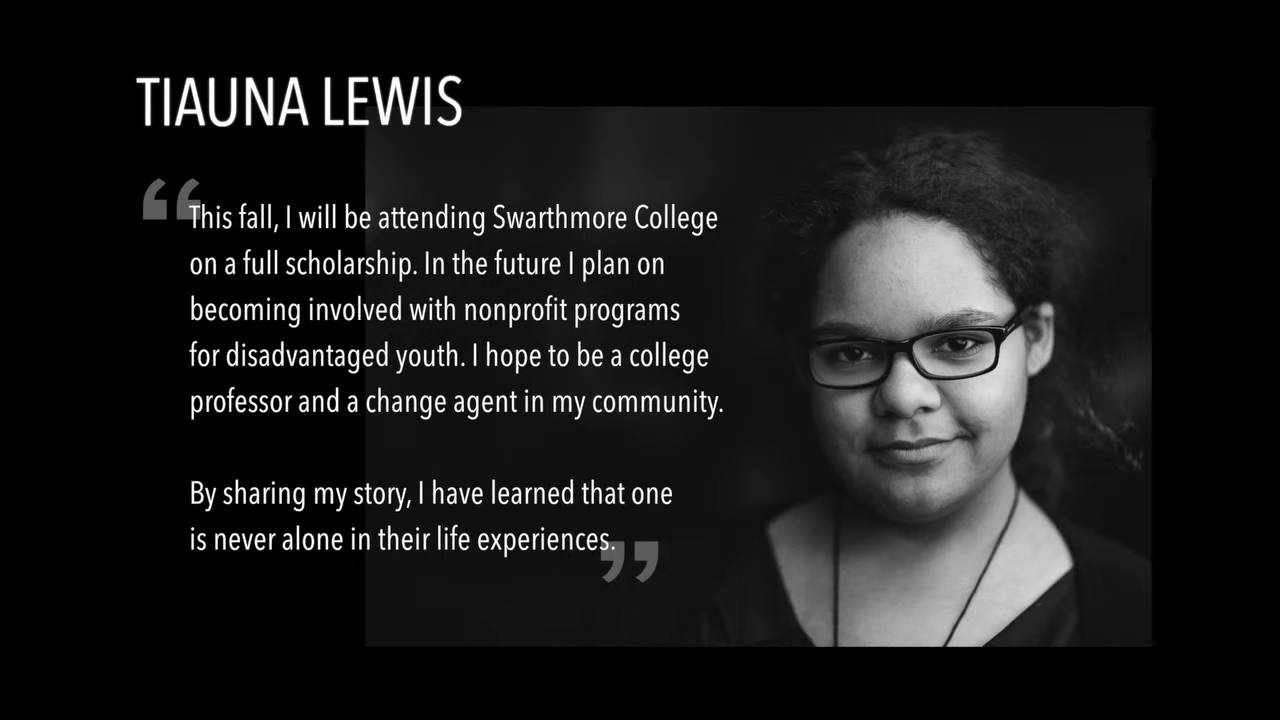 TIAUNA LEWIS
“This fall, I will be attending Swarthmore College
on a full scholarship. In the future I plan on
becoming involved with nonprofit programs
for disadvantaged youth. I hope to be a college
professor and a change agent in my community.
By sharing my story, I have learned that one
is never alone in their life experiences.”